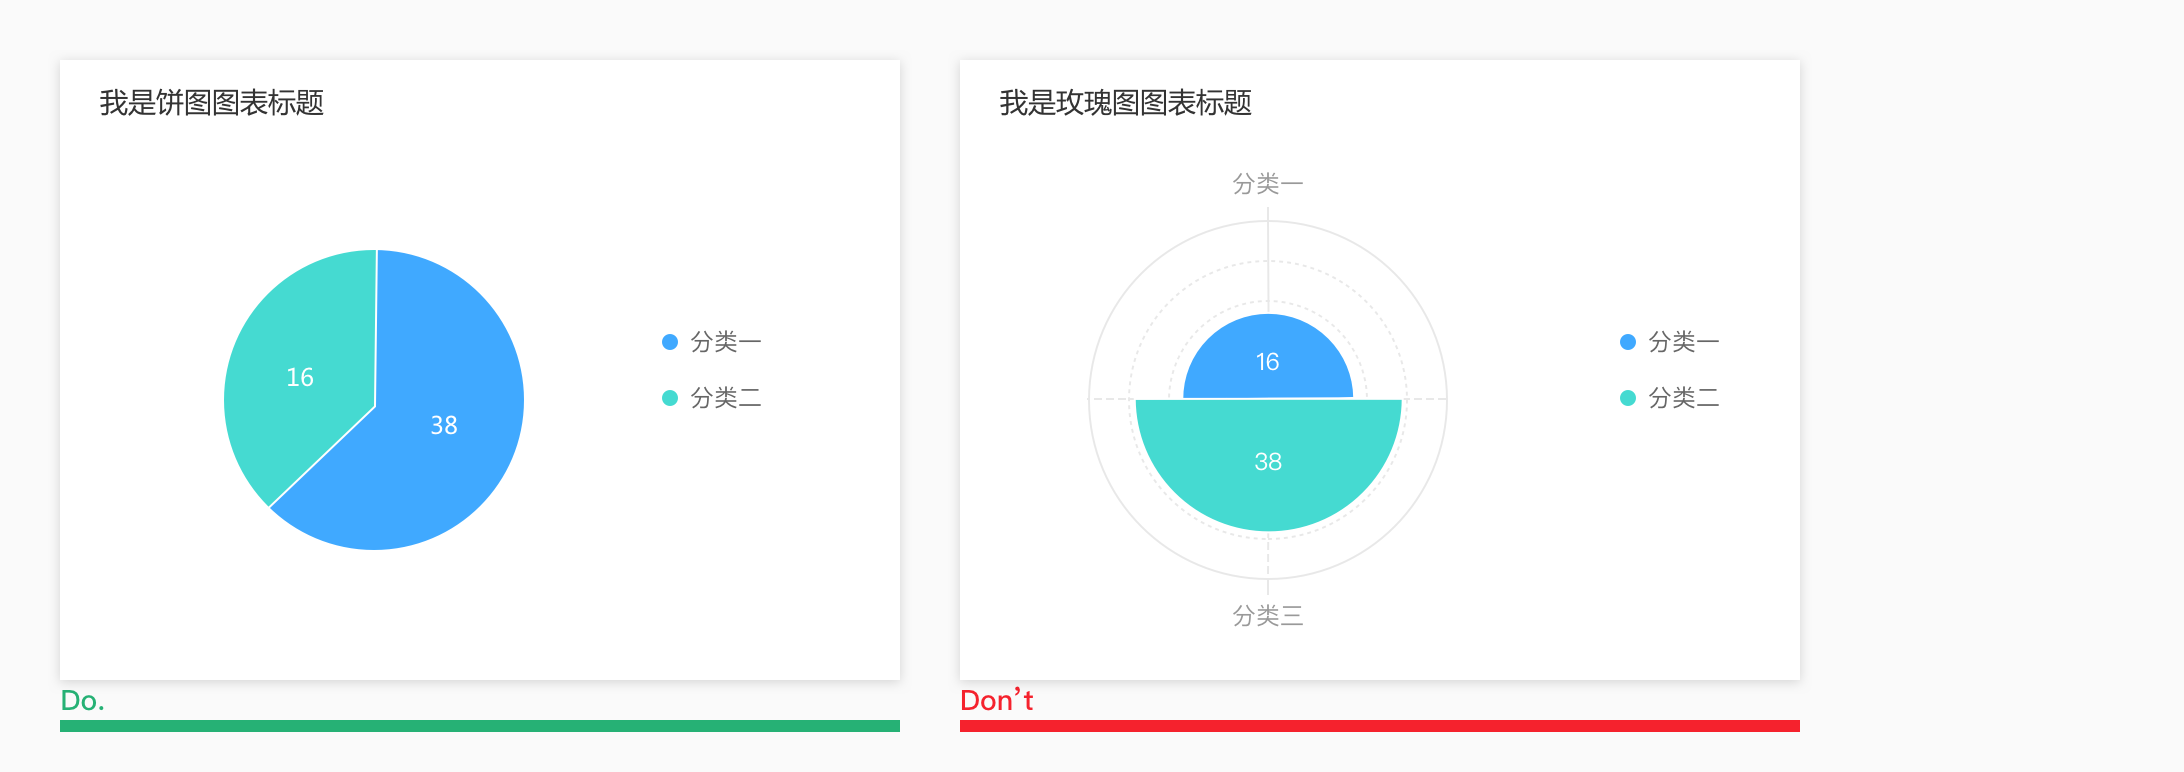 我是饼图图表标题
16
38
分类一
分类二
Do.
我是玫瑰图图表标题
分类一
16
38
分类三
分类一
分类二
Don’t